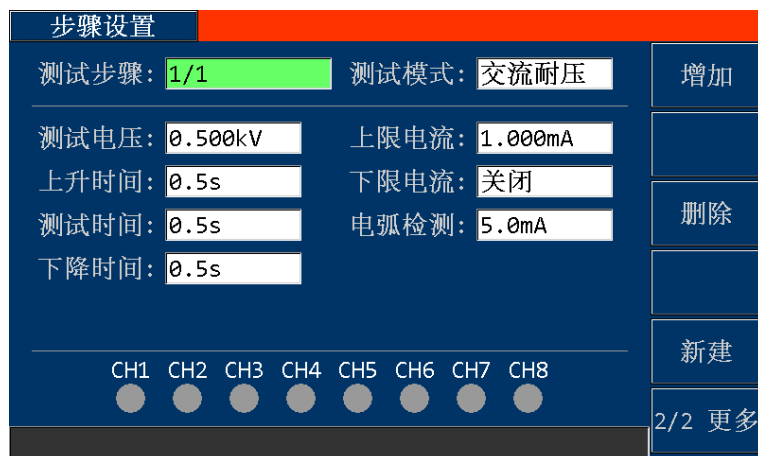 步骤设置
测试步骤: 1/1 测试模式: 交流耐压
测试电压: 0.500kV 上限电流: 1.000mA
上升时间: 0.5s 下限电流: 关闭
测试时间: 0.5s 电弧检测: 5.0mA
下降时间: 0.5s
CH1 CH2 CH3 CH4 CH5 CH6 CH7 CH8
增加
删除
新建
2/2 更多